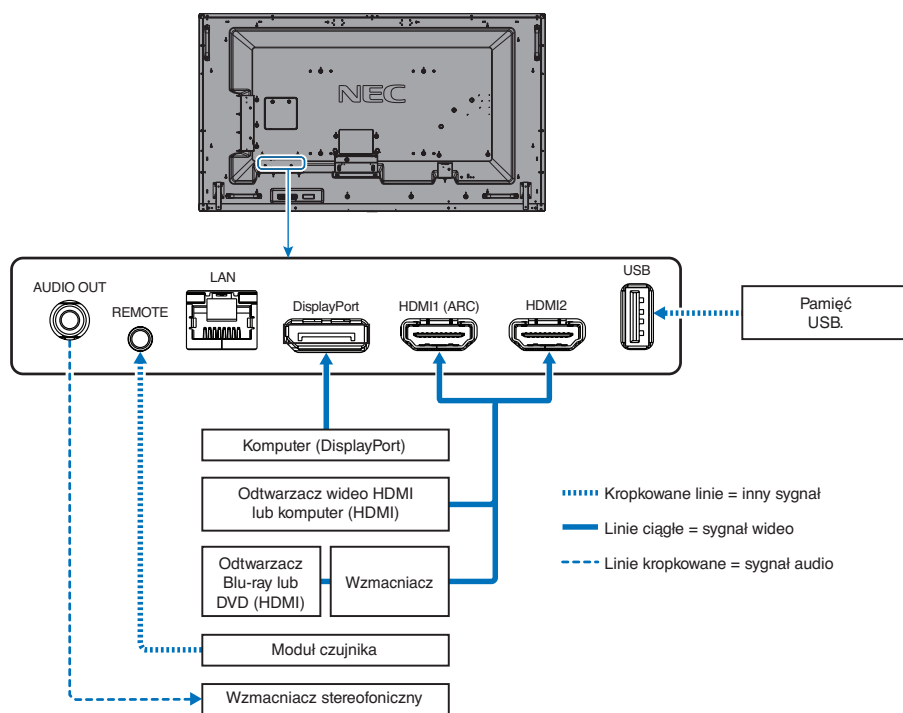 NEC
AUDIO OUT
REMOTE
LAN
DisplayPort
HDMI1 (ARC)
HDMI2
USB
Pamięć
USB.
Komputer (DisplayPort)
Odtwarzacz wideo HDMI
lub komputer (HDMI)
Odtwarzacz
Blu-ray lub
DVD (HDMI)
Wzmacniacz
Moduł czujnika
Wzmacniacz stereofoniczny
Kropkowane linie = inny sygnał
Linie ciągłe = sygnał wideo
Linie kropkowane = sygnał audio